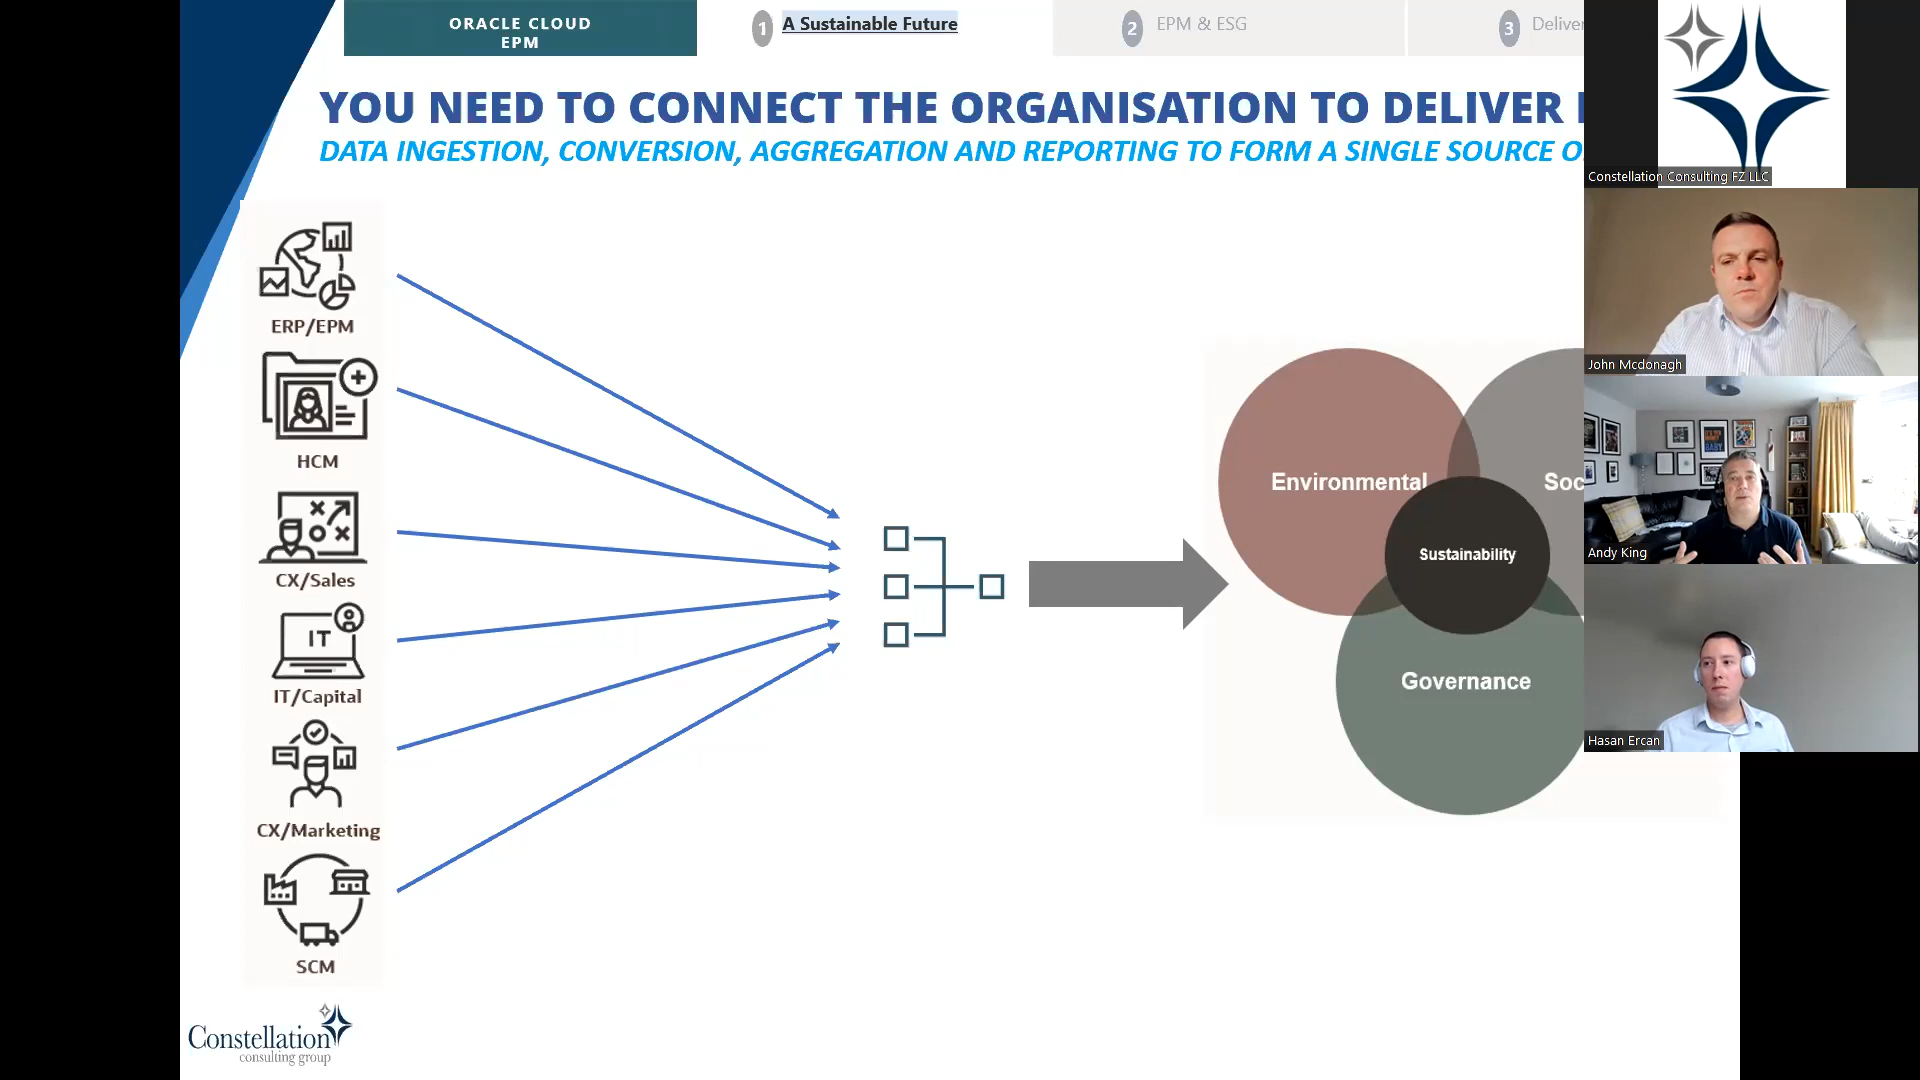 ORACLE CLOUD
EPM
1 A Sustainable Future
2 EPM & ESG
3
YOU NEED TO CONNECT THE ORGANISATION TO DELIVER
DATA INGESTION, CONVERSION, AGGREGATION AND REPORTING TO FORM A SINGLE SOURCE
ERP/EPM
HCM
CX/Sales
IT
IT/Capital
CX/Marketing
SCM
Environmental
Sustainability
Governance
Constellation
consulting group
Constellation Consulting FZ LLC
John Mcdonagh
Andy King
Hasan Ercan